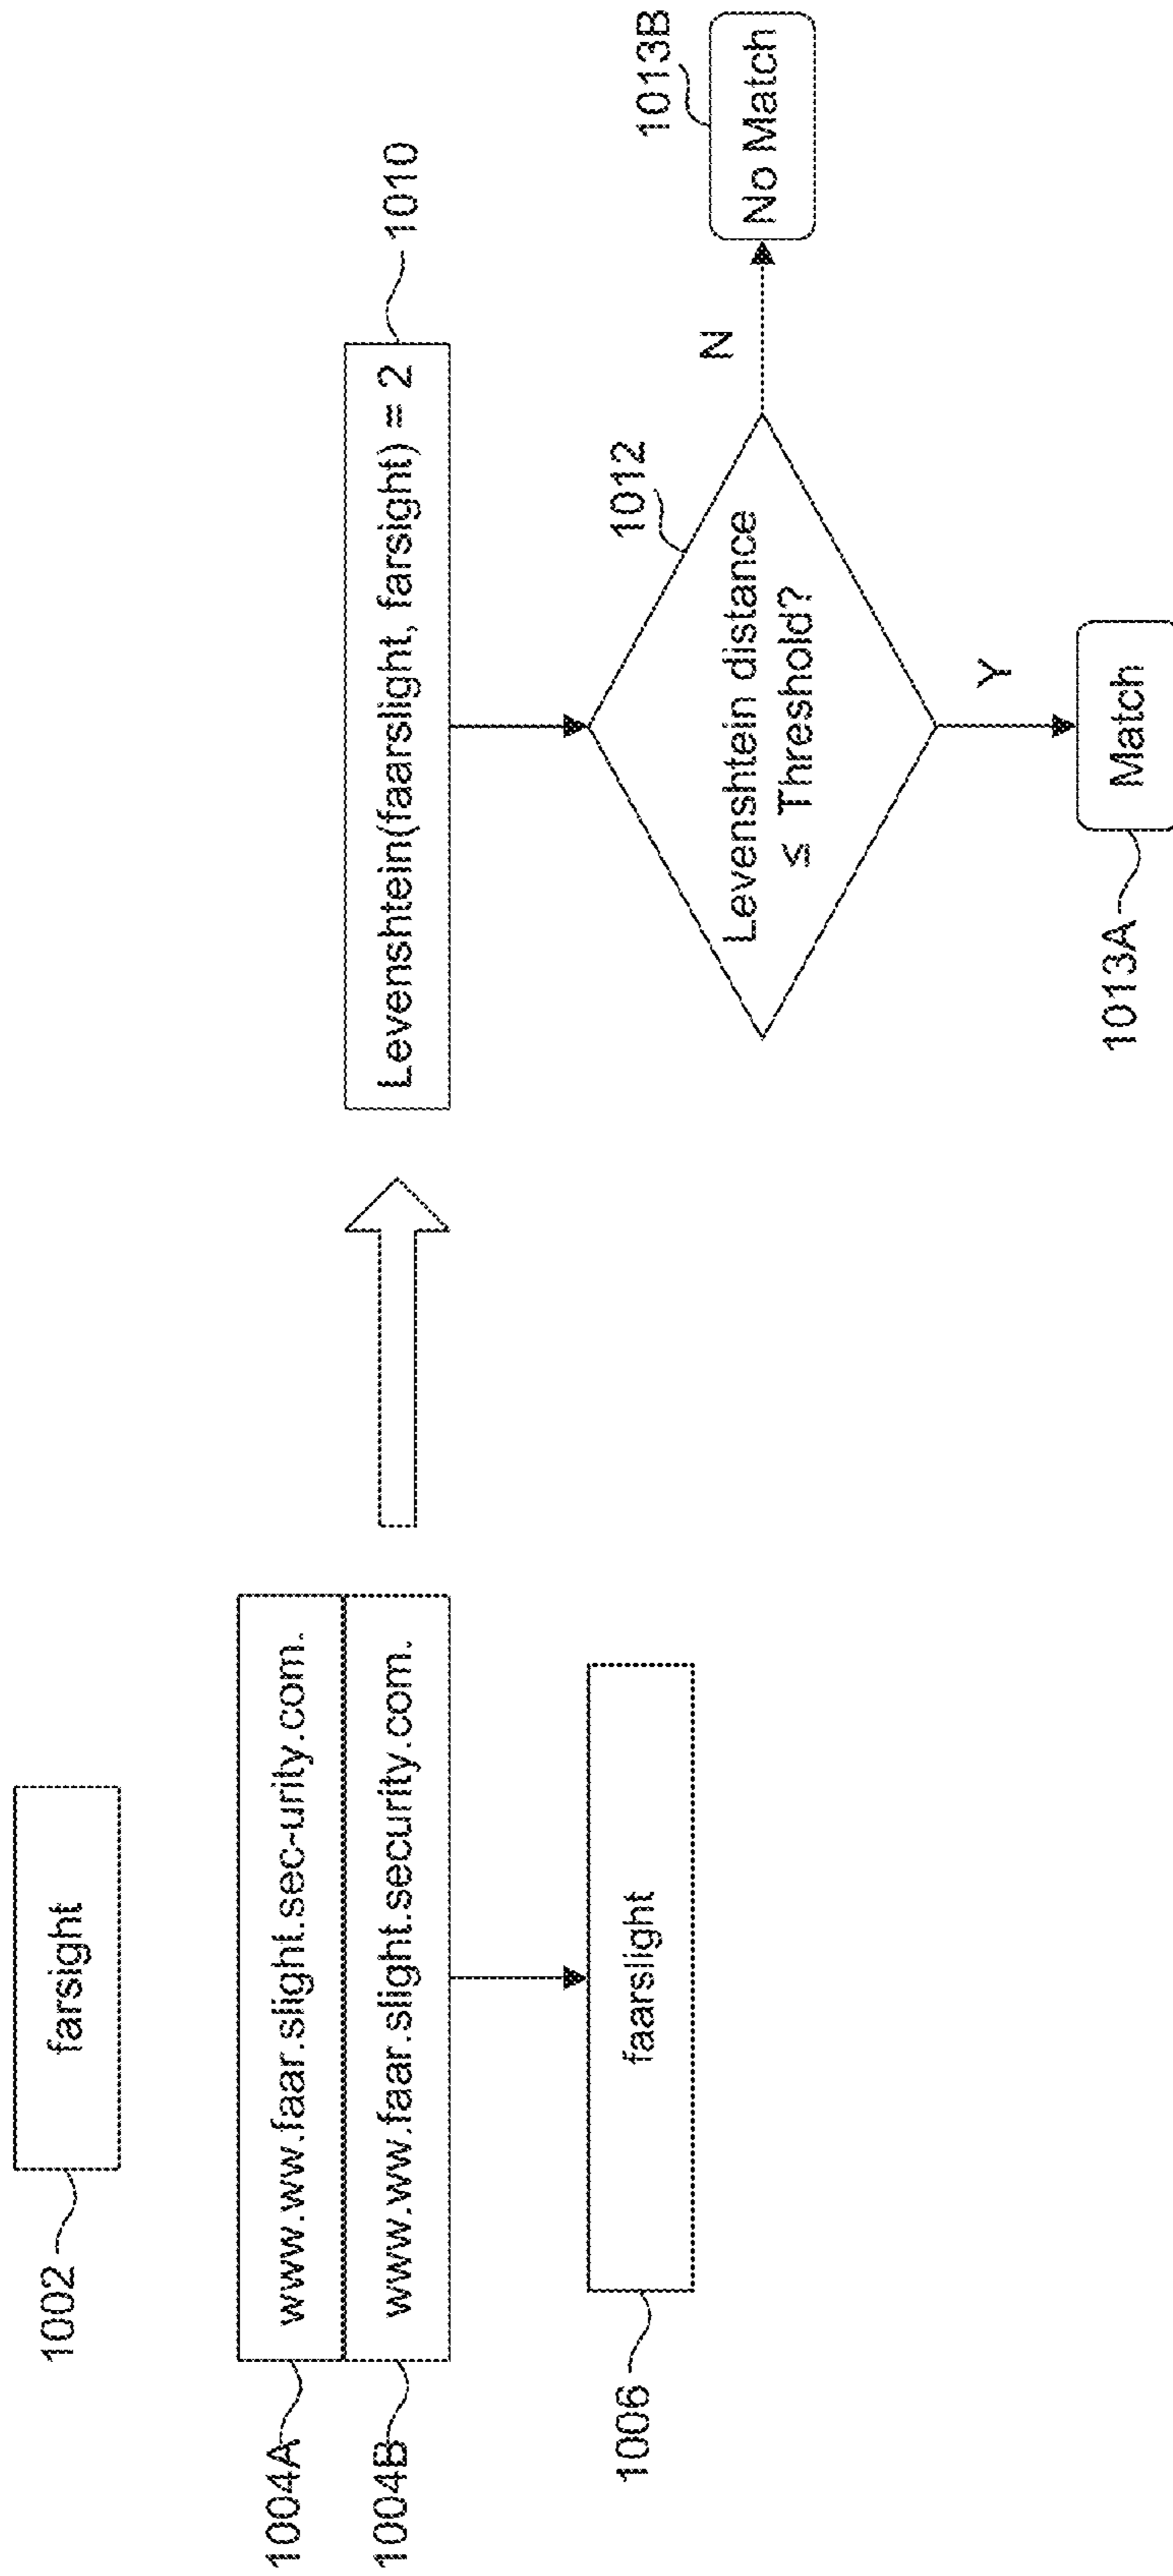 1002
farsight
1004A
www.ww.faar.slight.sec-urity.com.
1004B
www.ww.faar.slight.security.com.
1006
faarslight
Levenshtein(faarslight, farsight) = 2
1010
1012
Levenshtein distance
≤ Threshold?
N
1013B
No Match
Y
1013A
Match